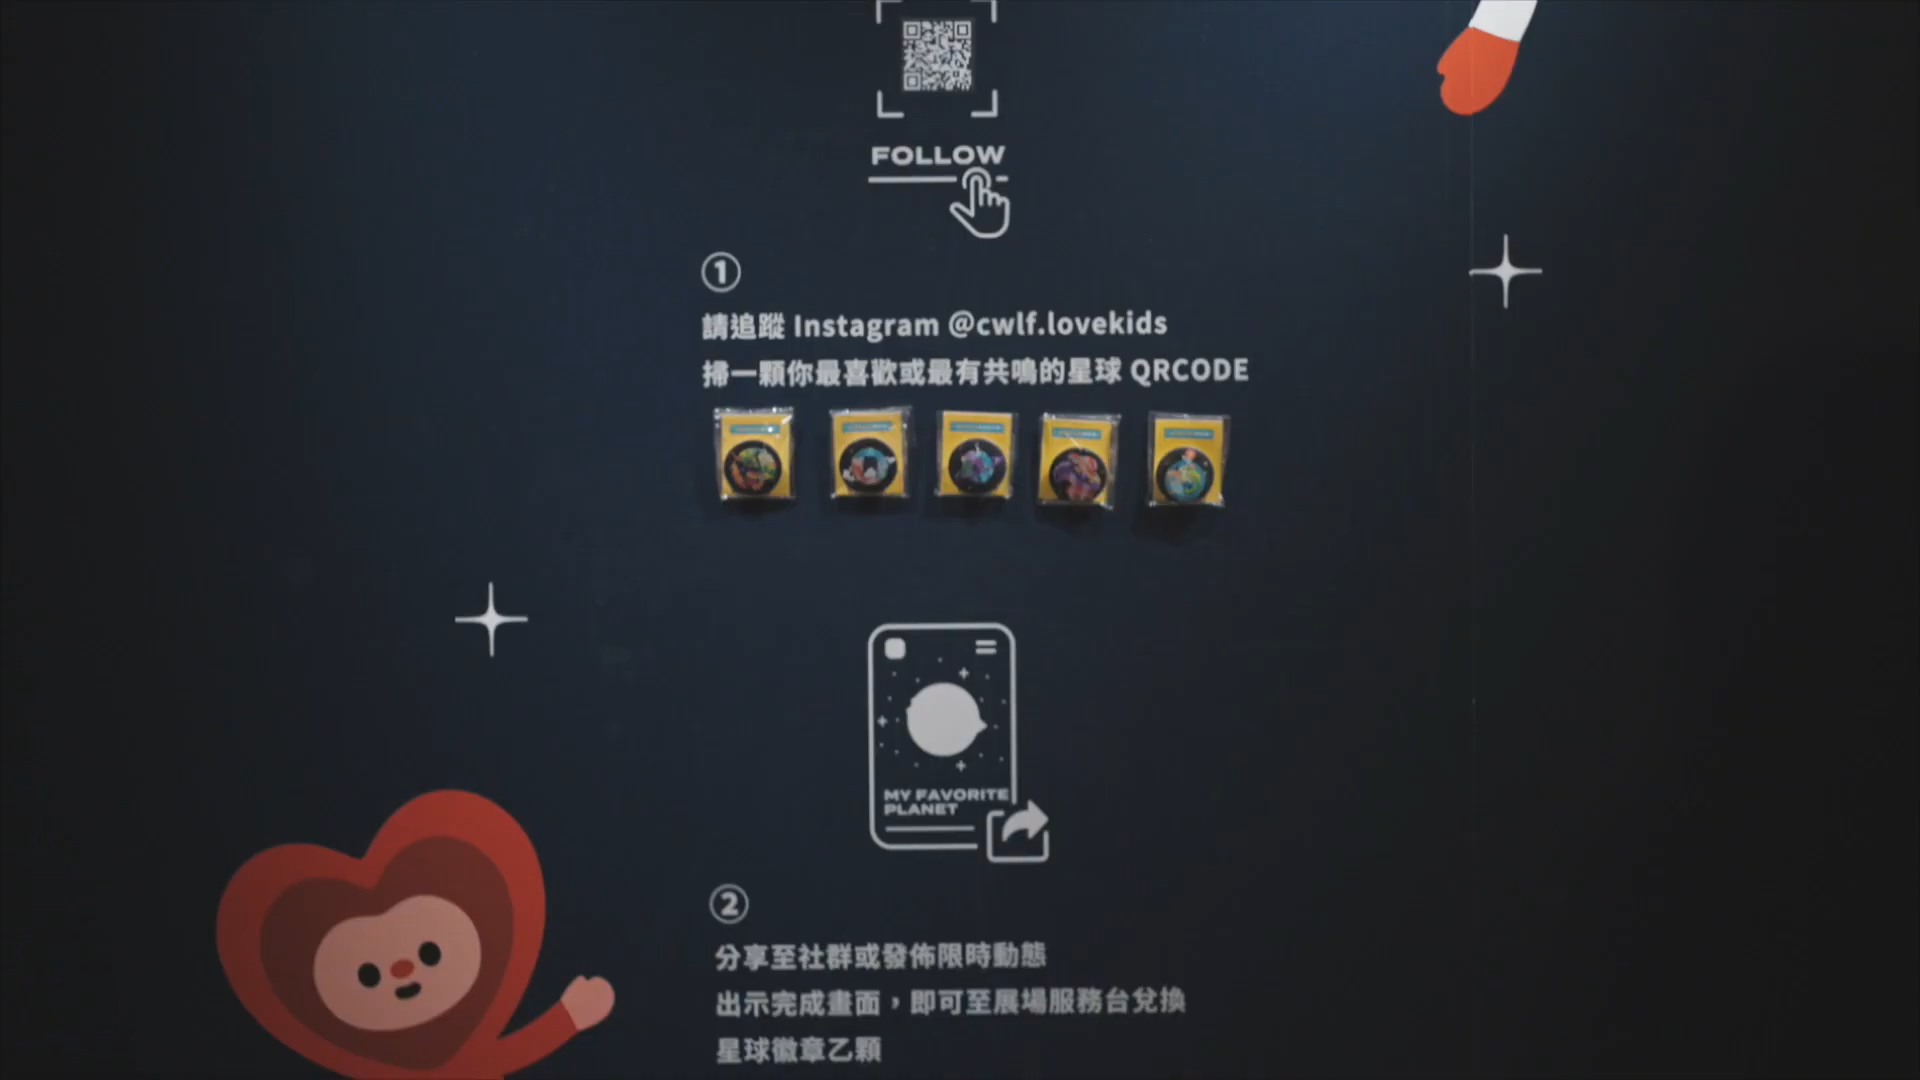 FOLLOW
①
請追蹤 Instagram @cwlf.lovekids
掃一顆你最喜歡或最有共鳴的星球 QRCODE
MY FAVORITE
PLANET
②
分享至社群或發佈限時動態
出示完成畫面，即可至展場服務台兌換
星球徽章乙顆